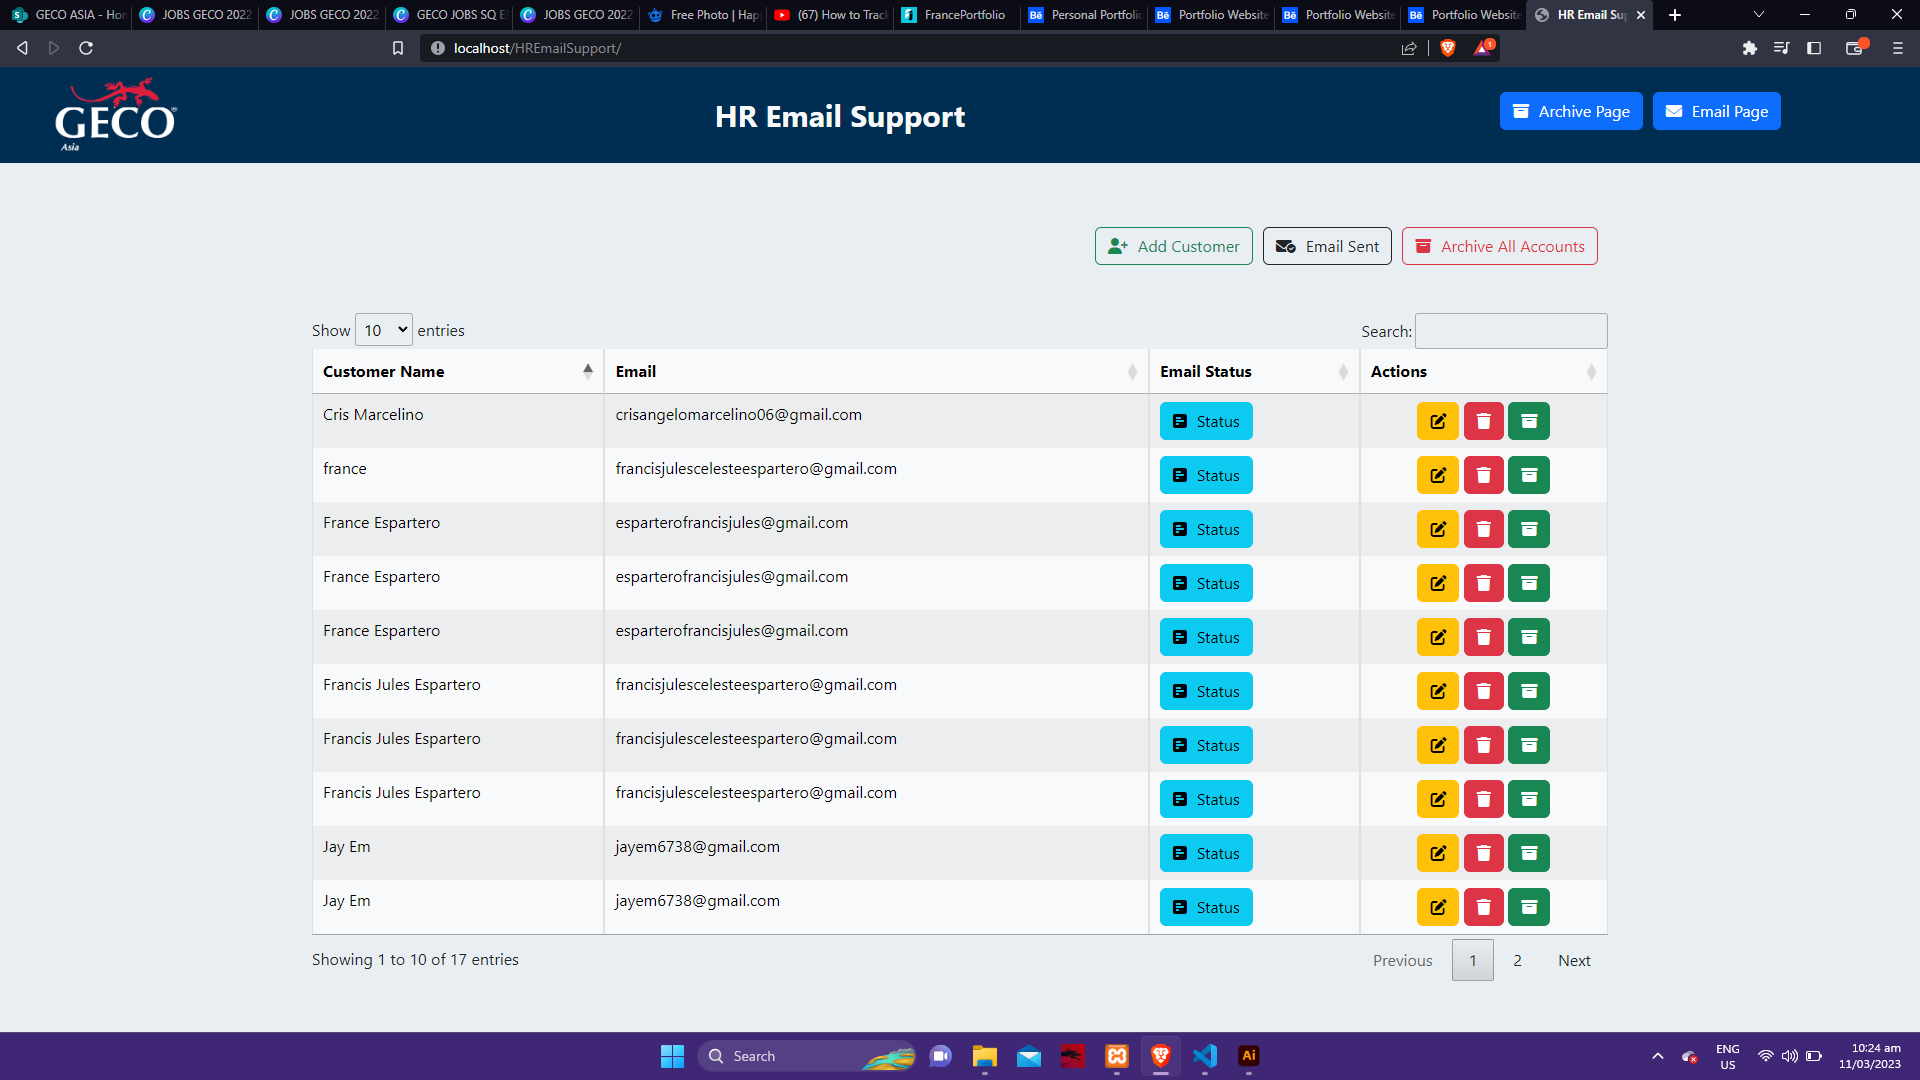 GECO ASIA - Hor
JOBS GECO 2022
JOBS GECO 2022
GECO JOBS SQ E
JOBS GECO 2022
Free Photo | Hap
(67) How to Track
FrancePortfolio
Personal Portfolio
Portfolio Website
Portfolio Website
Portfolio Website
HR Email Sup
localhost/HREmailSupport/
GECO
Asia
HR Email Support
Archive Page
Email Page
Add Customer
Email Sent
Archive All Accounts
Show 10 entries
Search:
Customer Name Email Email Status Actions
Cris Marcelino crisangelomarcelino06@gmail.com Status
france francisjulescelesteespartero@gmail.com Status
France Espartero esparterofrancisjules@gmail.com Status
France Espartero esparterofrancisjules@gmail.com Status
France Espartero esparterofrancisjules@gmail.com Status
Francis Jules Espartero francisjulescelesteespartero@gmail.com Status
Francis Jules Espartero francisjulescelesteespartero@gmail.com Status
Francis Jules Espartero francisjulescelesteespartero@gmail.com Status
Jay Em jayem6738@gmail.com Status
Jay Em jayem6738@gmail.com Status
Showing 1 to 10 of 17 entries
Previous 1 2 Next
Search
Ai
ENG
US
10:24 am
11/03/2023